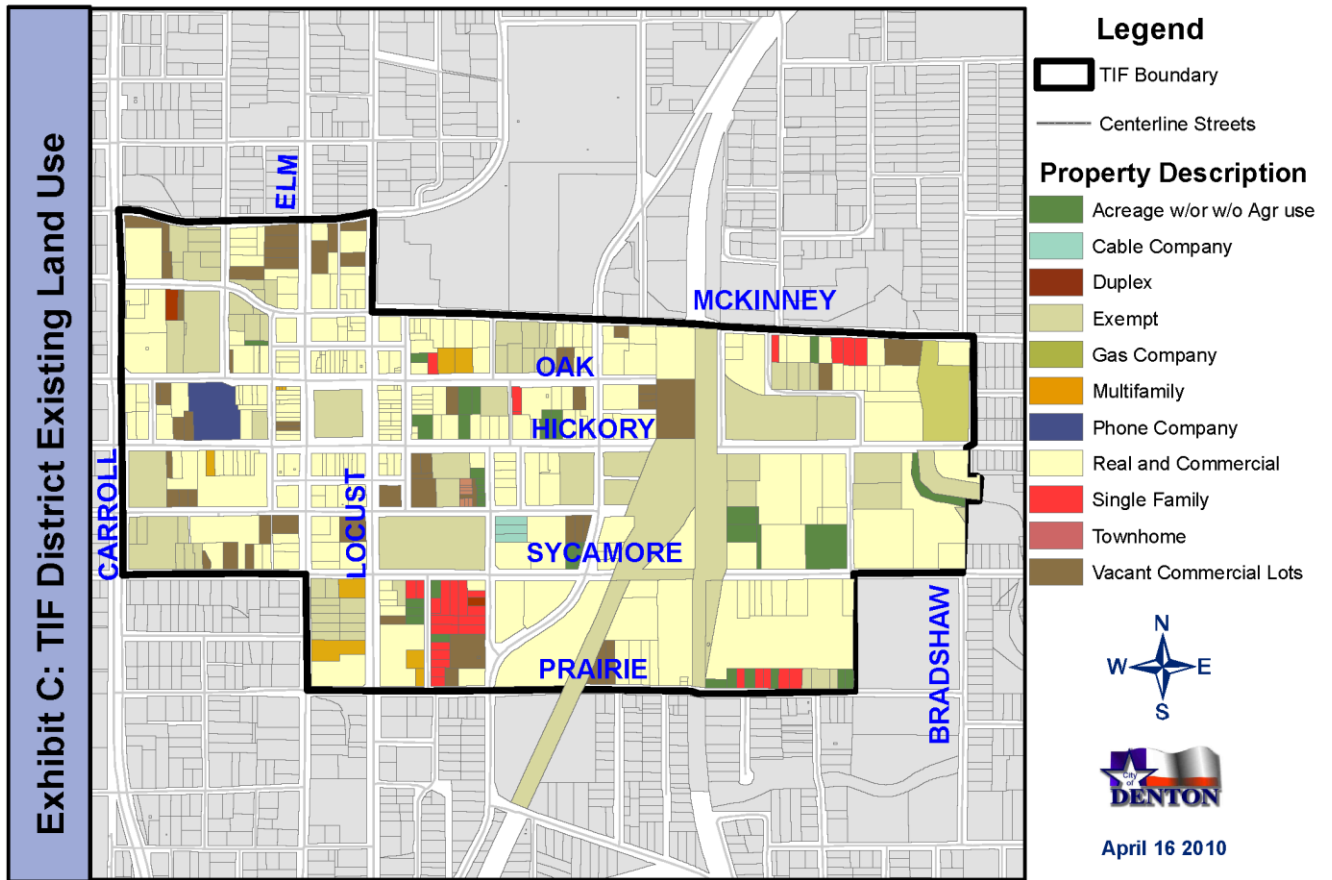 Exhibit C: TIF District Existing Land Use
ELM
MCKINNEY
OAK
HICKORY
CARROLL
LOCUST
SYCAMORE
PRAIRIE
BRADSHAW
Legend
TIF Boundary
Centerline Streets
Property Description
Acreage w/or w/o Agr use
Cable Company
Duplex
Exempt
Gas Company
Multifamily
Phone Company
Real and Commercial
Single Family
Townhome
Vacant Commercial Lots
N
W E
S
City
of
DENTON
April 16 2010